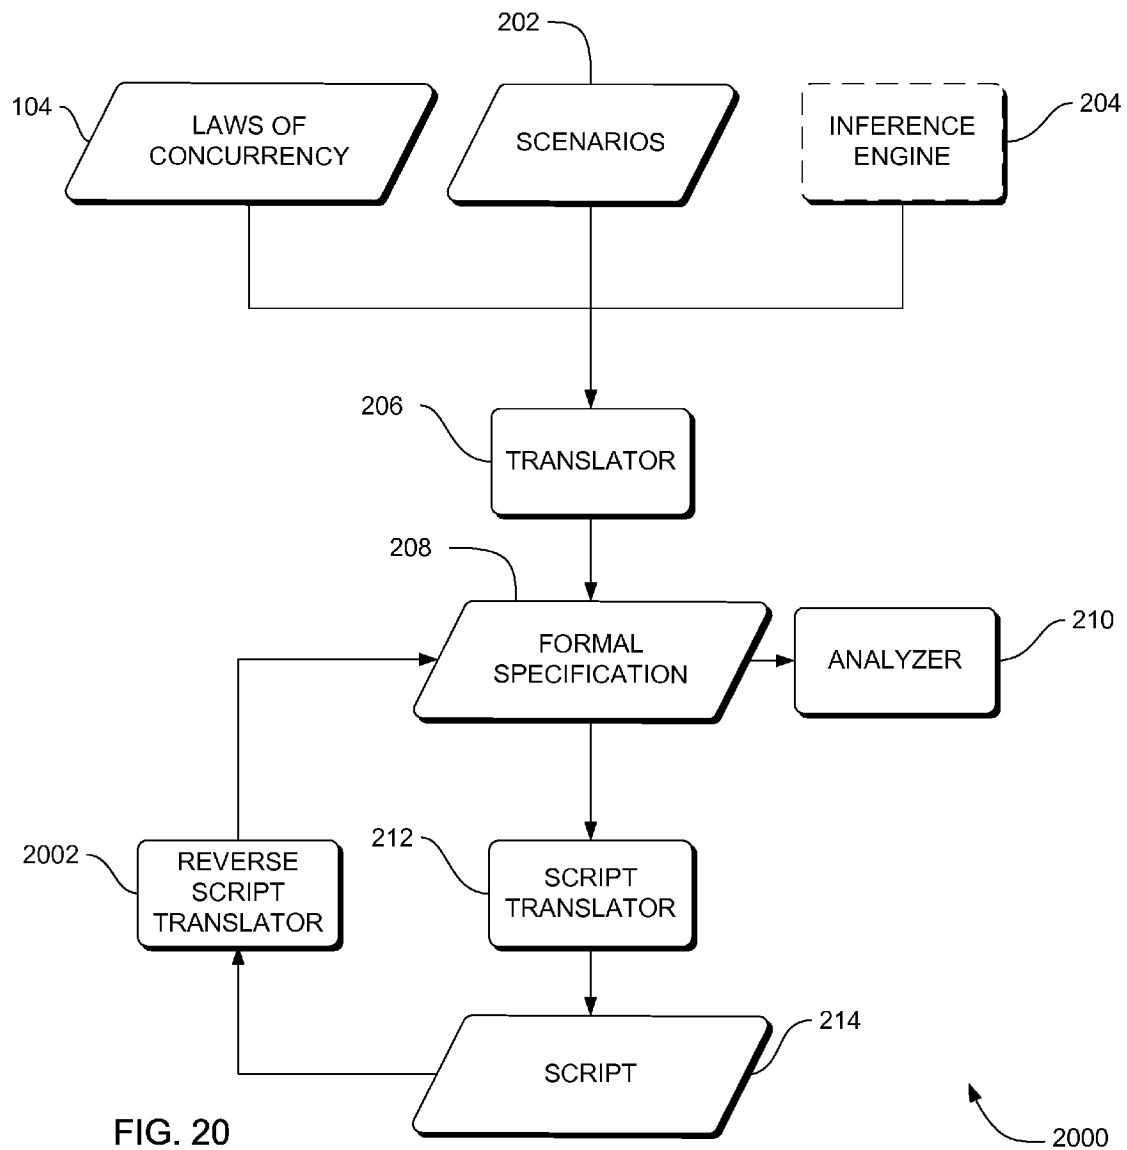 202
104
LAWS OF
CONCURRENCY
SCENARIOS
INFERENCE
ENGINE
204
206
TRANSLATOR
208
FORMAL
SPECIFICATION
ANALYZER
210
2002
REVERSE
SCRIPT
TRANSLATOR
212
SCRIPT
TRANSLATOR
SCRIPT
214
FIG. 20
2000